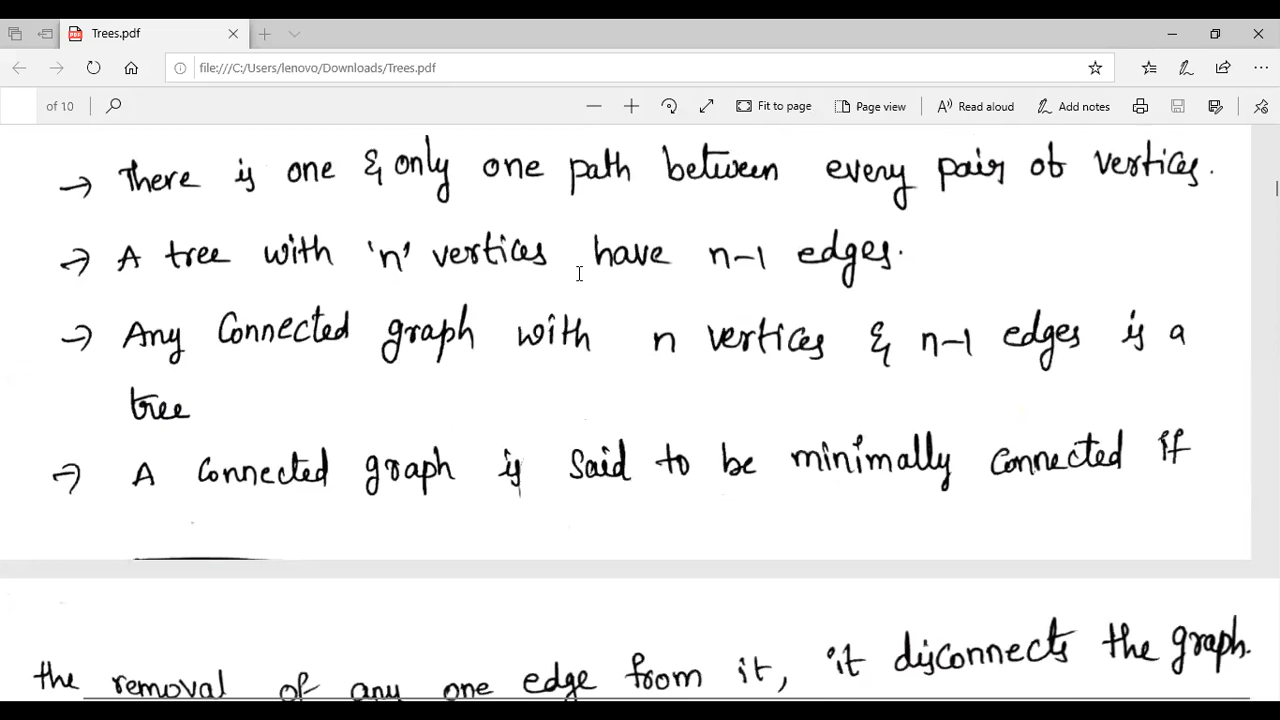 Trees.pdf
file:///C:/Users/lenovo/Downloads/Trees.pdf
of 10
Fit to page
Page view
Read aloud
Add notes
→ There is one & only one path between every pair of vertices.
→ A tree with 'n' vertices have n-1 edges.
→ Any Connected graph with n vertices & n-1 edges is a
tree
→ A Connected graph is said to be minimally connected if
the removal of any one edge from it, it disconnects the graph.